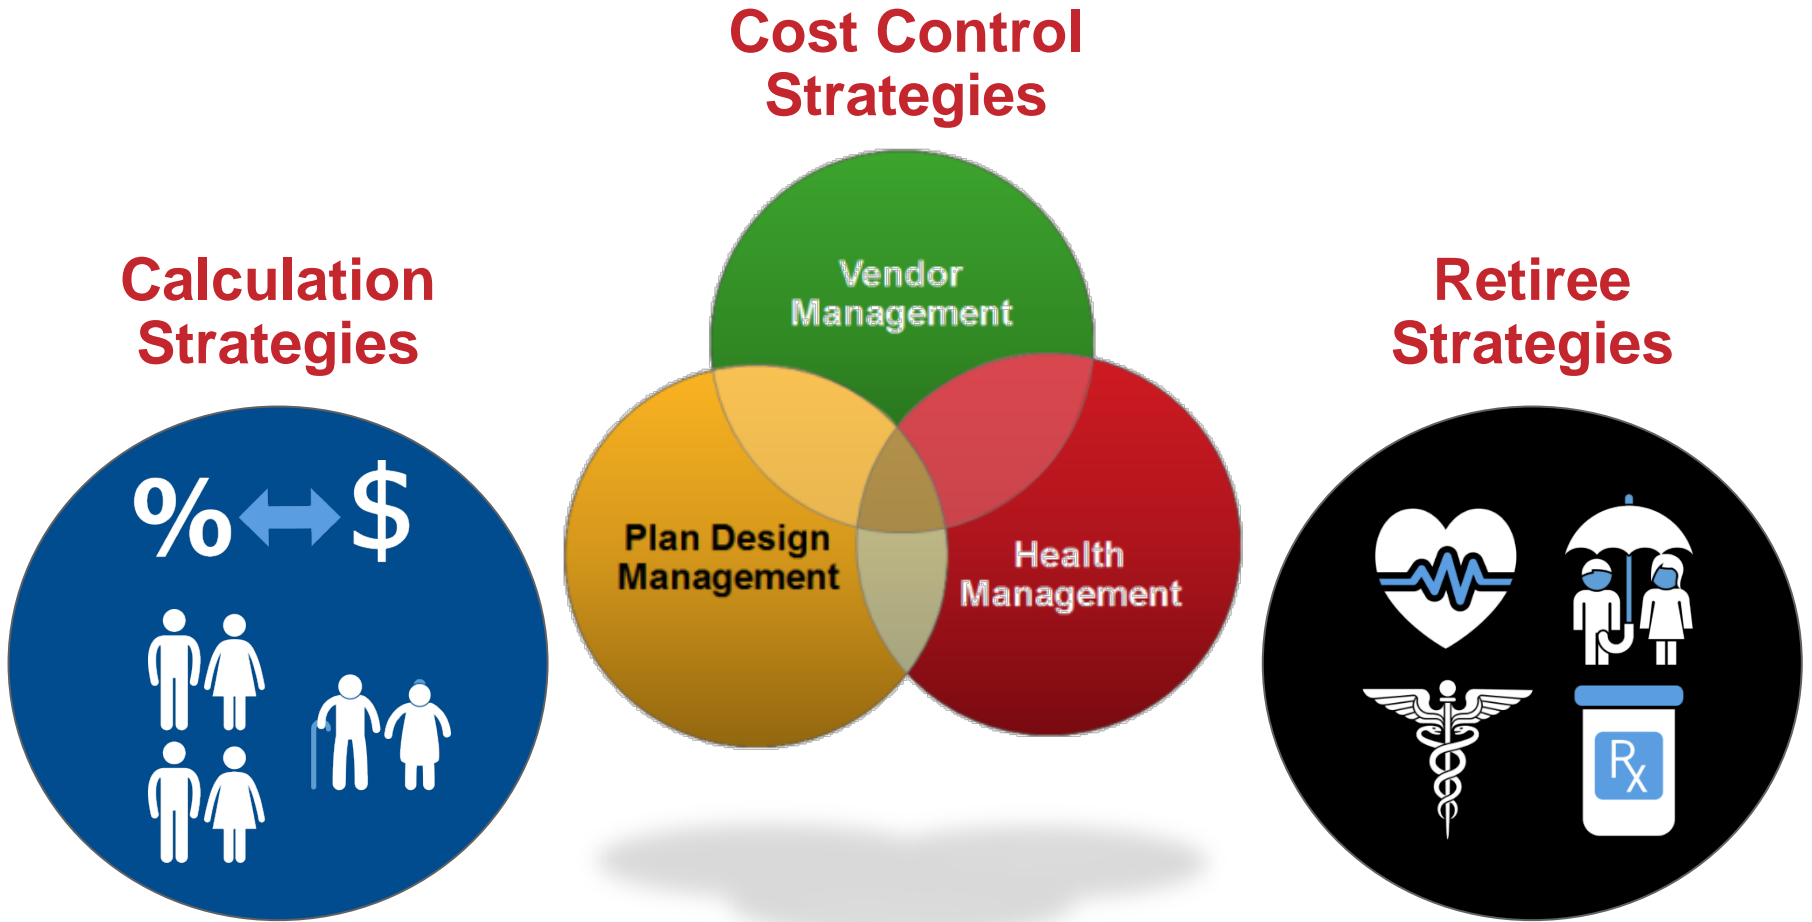 Cost Control
Strategies
Calculation
Strategies
Retiree
Strategies
Vendor
Management
Plan Design
Management
Health
Management
% $
Rx